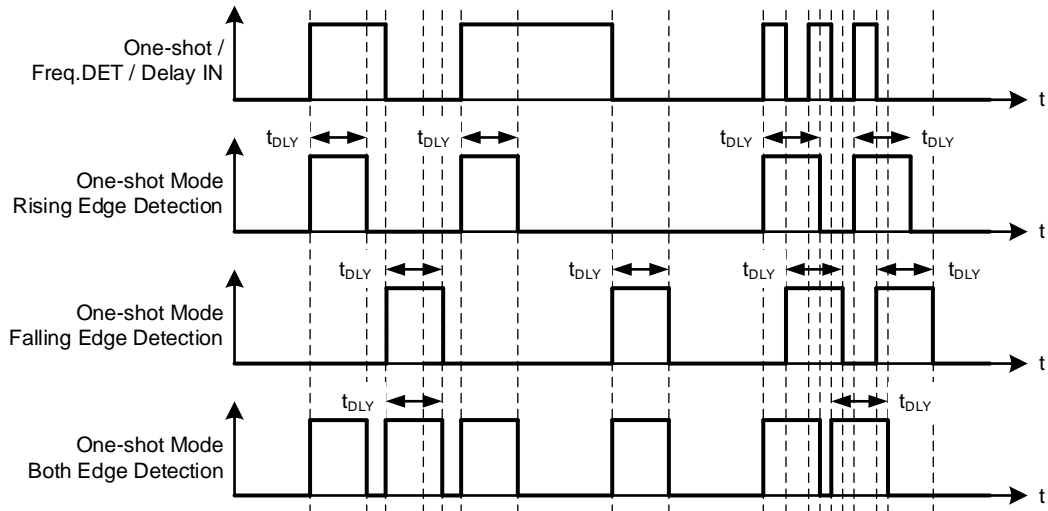 One-shot /
Freq.DET / Delay IN
t
tDLY tDLY tDLY tDLY
One-shot Mode
Rising Edge Detection
t
tDLY tDLY tDLY tDLY
One-shot Mode
Falling Edge Detection
t
tDLY tDLY
One-shot Mode
Both Edge Detection
t